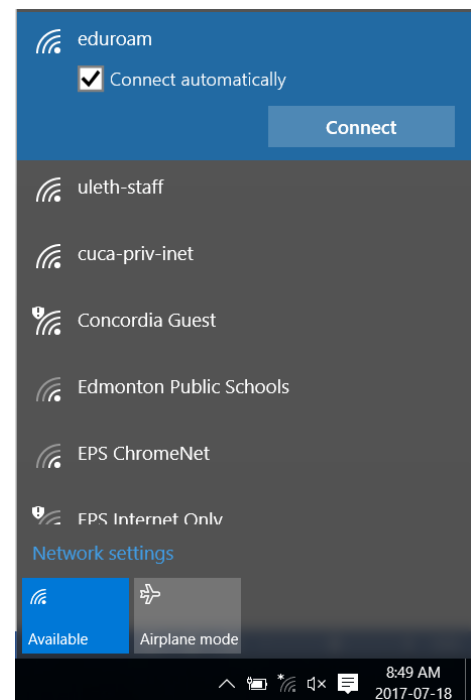 eduroam
Connect automatically
Connect
uleth-staff
cuca-priv-inet
Concordia Guest
Edmonton Public Schools
EPS ChromeNet
EPS Internet Only
Network settings
Available
Airplane mode
8:49 AM
2017-07-18